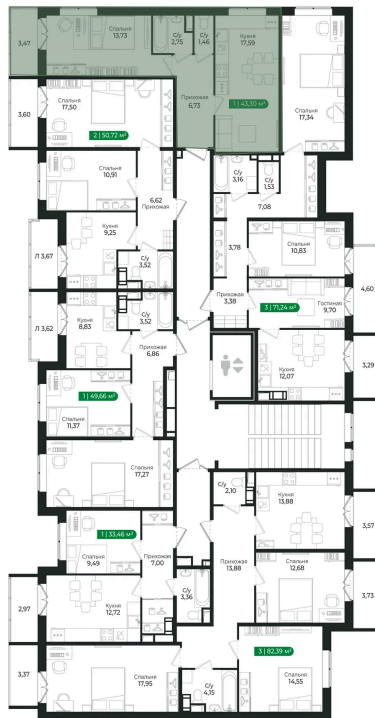 3,47
Спальня
13,73
С/у
2,75
С/у
1,46
Кухня
17,59
Прихожая
6,73
1 | 43,30 м²
Спальня
17,34
3,60
Спальня
17,50
2 | 50,72 м²
Спальня
10,91
6,62
Прихожая
С/у
3,16
С/у
1,53
7,08
Кухня
9,25
Л 3,67
С/у
3,52
3,78
Спальня
10,83
4,60
Прихожая
3,38
3 | 71,24 м²
Гостиная
9,70
Л 3,62
Кухня
8,83
С/у
3,52
Прихожая
6,86
Кухня
12,07
3,29
1 | 49,66 м²
Спальня
11,37
Спальня
17,27
С/у
2,10
Кухня
13,88
3,57
1 | 33,46 м²
Спальня
9,49
Прихожая
7,00
Прихожая
13,88
Спальня
12,68
3,73
2,97
Кухня
12,72
С/у
3,36
3,37
Спальня
17,95
С/у
4,15
3 | 82,39 м²
Спальня
14,55